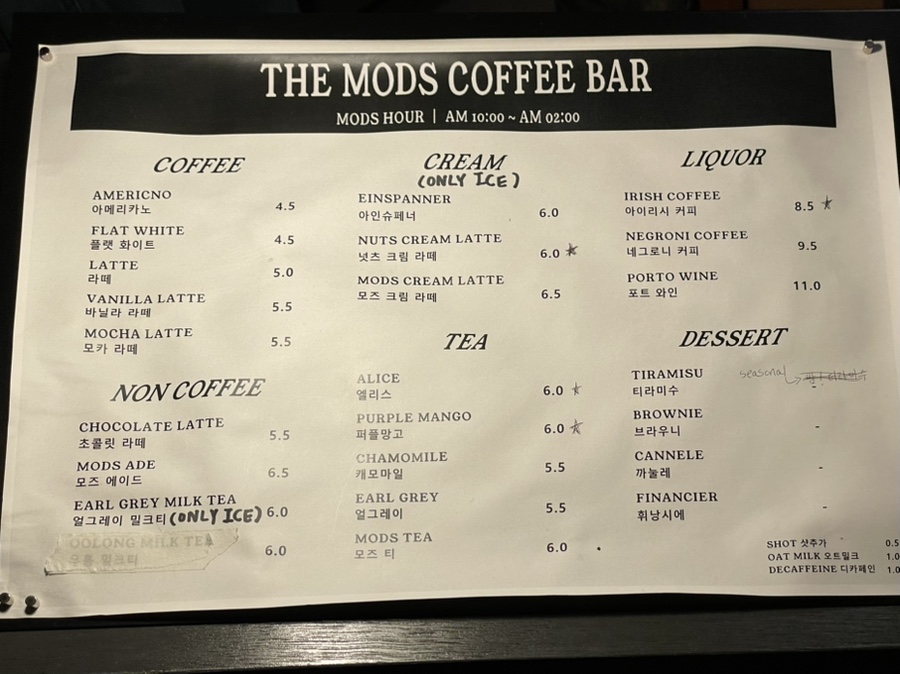 THE MODS COFFEE BAR
MODS HOUR | AM 10:00 ~ AM 02:00
COFFEE
AMERICNO
아메리카노 4.5
FLAT WHITE
플랫 화이트 4.5
LATTE
라떼 5.0
VANILLA LATTE
바닐라 라떼 5.5
MOCHA LATTE
모카 라떼 5.5
NON COFFEE
CHOCOLATE LATTE
초콜릿 라떼 5.5
MODS ADE
모즈 에이드 6.5
EARL GREY MILK TEA
얼그레이 밀크티 (ONLY ICE) 6.0
OOLONG MILK TEA
우롱 밀크티 6.0
CREAM
(ONLY ICE)
EINSPANNER
아인슈페너 6.0
NUTS CREAM LATTE
넛츠 크림 라떼 6.0 ☆
MODS CREAM LATTE
모즈 크림 라떼 6.5
TEA
ALICE
엘리스 6.0 ☆
PURPLE MANGO
퍼플망고 6.0 ☆
CHAMOMILE
캐모마일 5.5
EARL GREY
얼그레이 5.5
MODS TEA
모즈 티 6.0
LIQUOR
IRISH COFFEE
아이리시 커피 8.5 ☆
NEGRONI COFFEE
네그로니 커피 9.5
PORTO WINE
포트 와인 11.0
DESSERT
TIRAMISU seasonal
티라미수 -
BROWNIE
브라우니 -
CANNELE
까눌레 -
FINANCIER
휘낭시에 -
SHOT 샷추가 0.5
OAT MILK 오트밀크 1.0
DECAFFEINE 디카페인 1.0